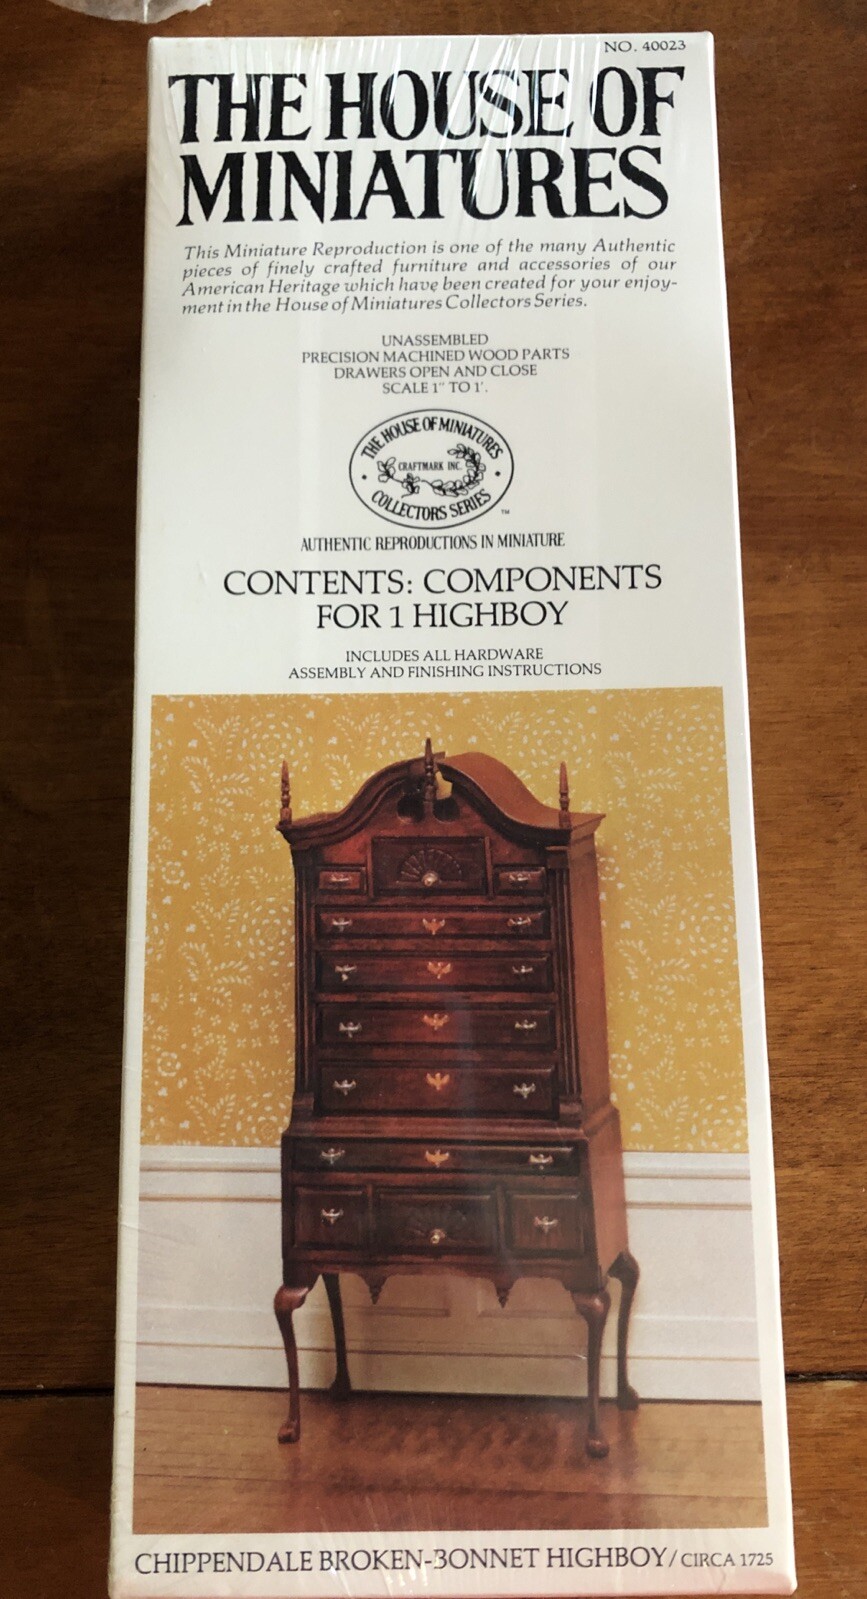 NO. 40023
THE HOUSE OF
MINIATURES
This Miniature Reproduction is one of the many Authentic
pieces of finely crafted furniture and accessories of our
American Heritage which have been created for your enjoy-
ment in the House of Miniatures Collectors Series.
UNASSEMBLED
PRECISION MACHINED WOOD PARTS
DRAWERS OPEN AND CLOSE
SCALE 1" TO 1'.
THE HOUSE OF MINIATURES
CRAFTMARK INC.
COLLECTORS SERIES
TM
AUTHENTIC REPRODUCTIONS IN MINIATURE
CONTENTS: COMPONENTS
FOR 1 HIGHBOY
INCLUDES ALL HARDWARE
ASSEMBLY AND FINISHING INSTRUCTIONS
CHIPPENDALE BROKEN-BONNET HIGHBOY/CIRCA 1725